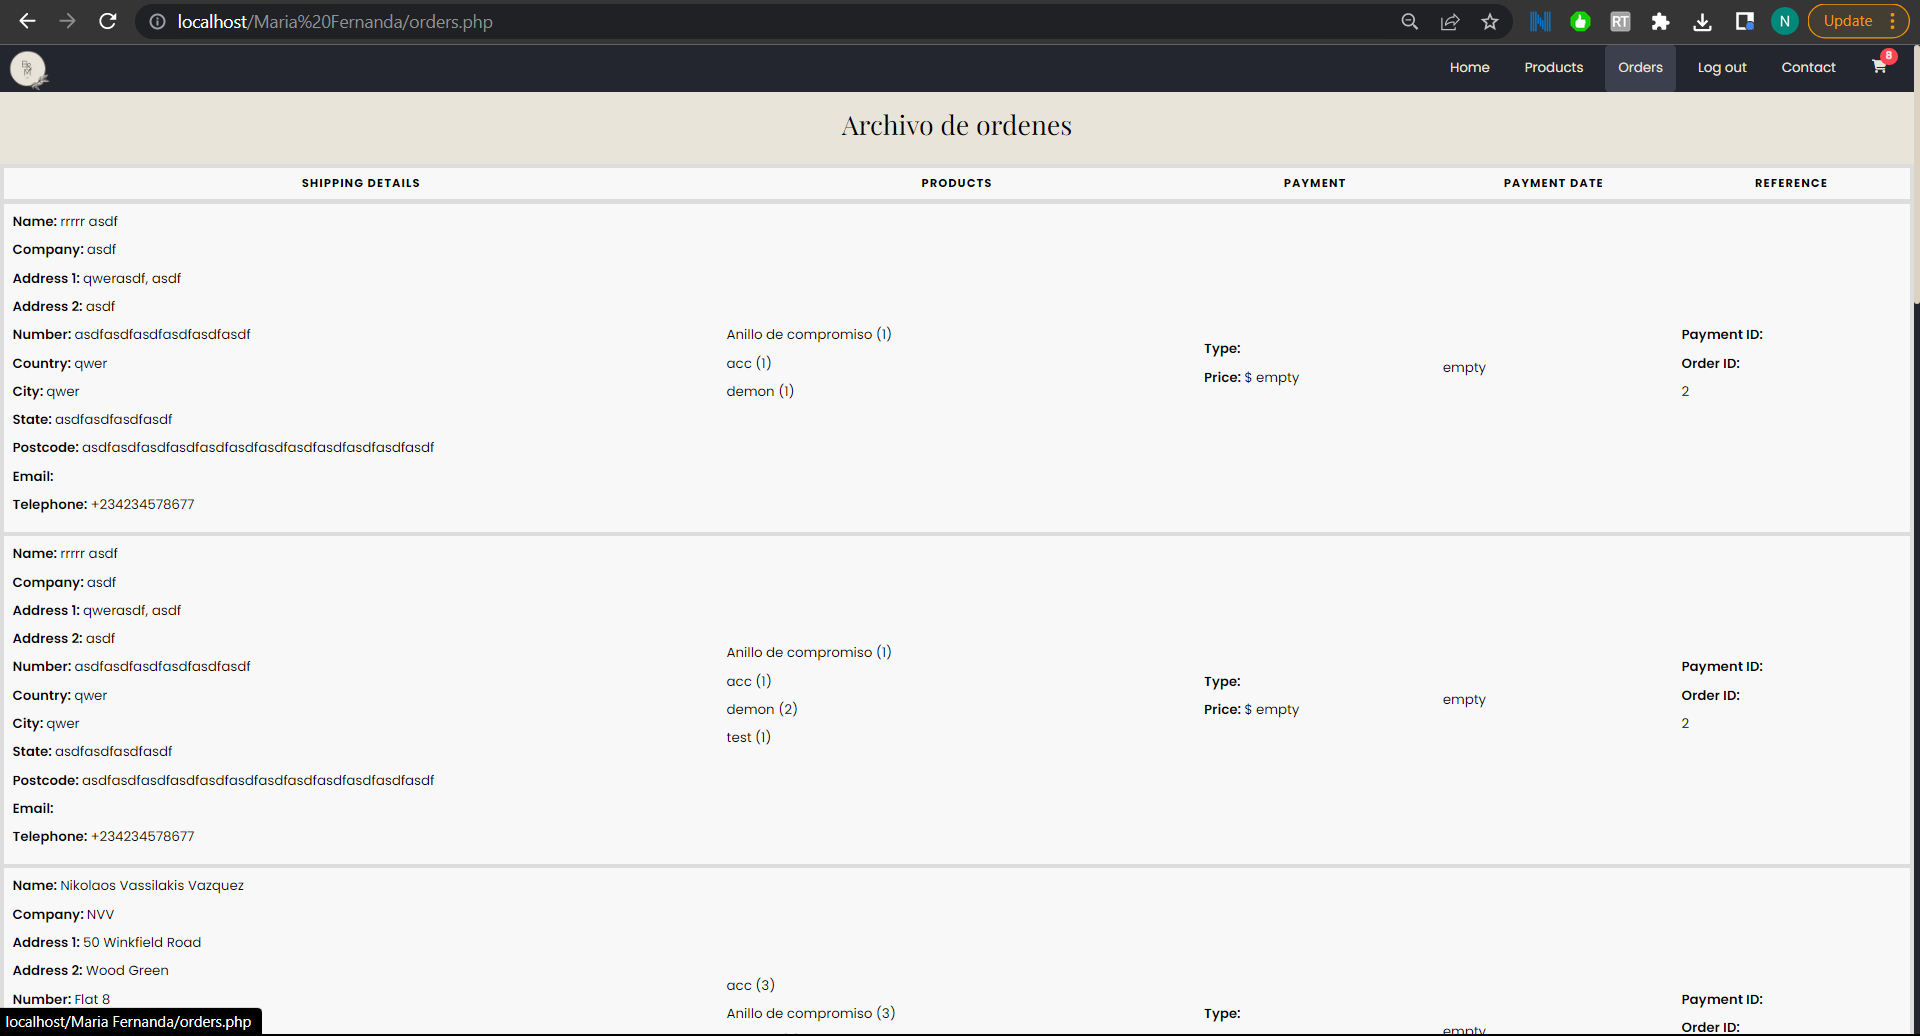 localhost/Maria%20Fernanda/orders.php
RT
N
Update
Home
Products
Orders
Log out
Contact
8
Archivo de ordenes
SHIPPING DETAILS
PRODUCTS
PAYMENT
PAYMENT DATE
REFERENCE
Name: rrrrr asdf
Company: asdf
Address 1: qwerasdf, asdf
Address 2: asdf
Number: asdfasdfasdfasdfasdfasdf
Country: qwer
City: qwer
State: asdfasdfasdfasdf
Postcode: asdfasdfasdfasdfasdfasdfasdfasdfasdfasdfasdfasdf
Email:
Telephone: +234234578677
Anillo de compromiso (1)
acc (1)
demon (1)
Type:
Price: $ empty
empty
Payment ID:
Order ID:
2
Name: rrrrr asdf
Company: asdf
Address 1: qwerasdf, asdf
Address 2: asdf
Number: asdfasdfasdfasdfasdfasdf
Country: qwer
City: qwer
State: asdfasdfasdfasdf
Postcode: asdfasdfasdfasdfasdfasdfasdfasdfasdfasdfasdfasdf
Email:
Telephone: +234234578677
Anillo de compromiso (1)
acc (1)
demon (2)
test (1)
Type:
Price: $ empty
empty
Payment ID:
Order ID:
2
Name: Nikolaos Vassilakis Vazquez
Company: NVV
Address 1: 50 Winkfield Road
Address 2: Wood Green
Number: Flat 8
acc (3)
Anillo de compromiso (3)
Type:
empty
Payment ID:
Order ID:
localhost/Maria Fernanda/orders.php